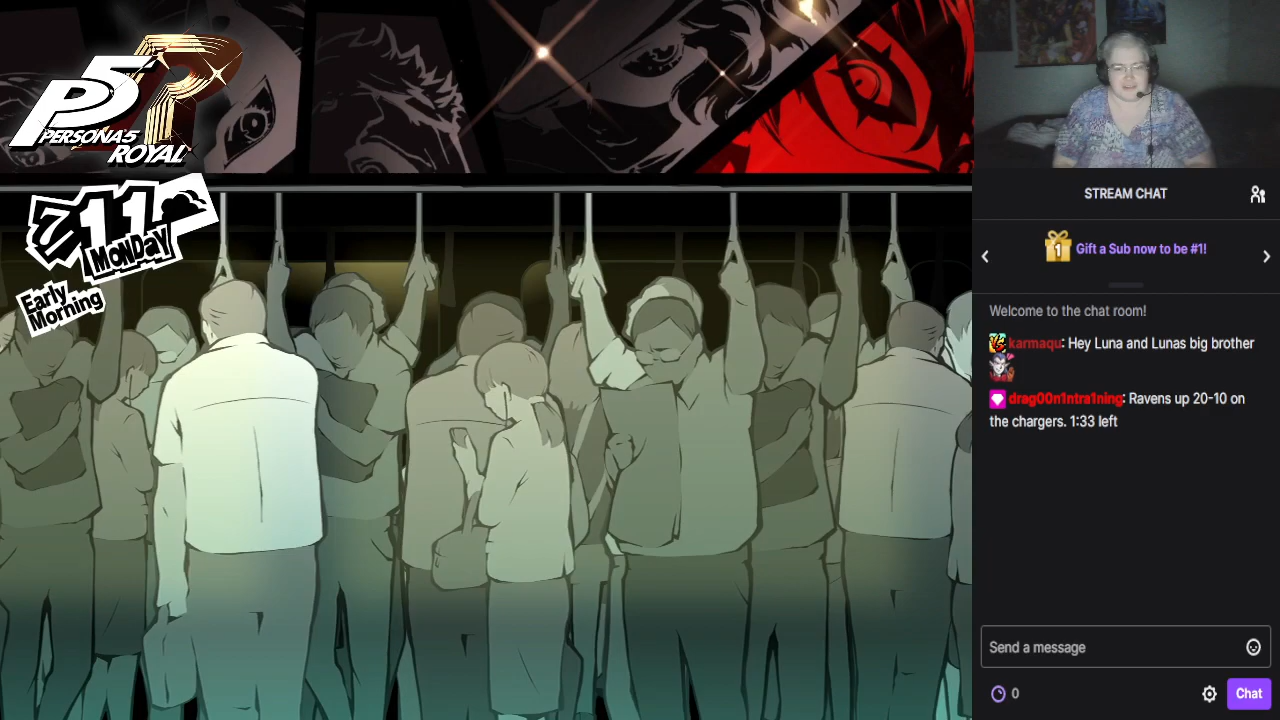 P5R
PERSONA5
ROYAL
7 11
MONDAY
Early
Morning
STREAM CHAT
1 Gift a Sub now to be #1!
Welcome to the chat room!
karmaqu: Hey Luna and Lunas big brother
drag00n1ntra1ning: Ravens up 20-10 on
the chargers. 1:33 left
Send a message
0
Chat